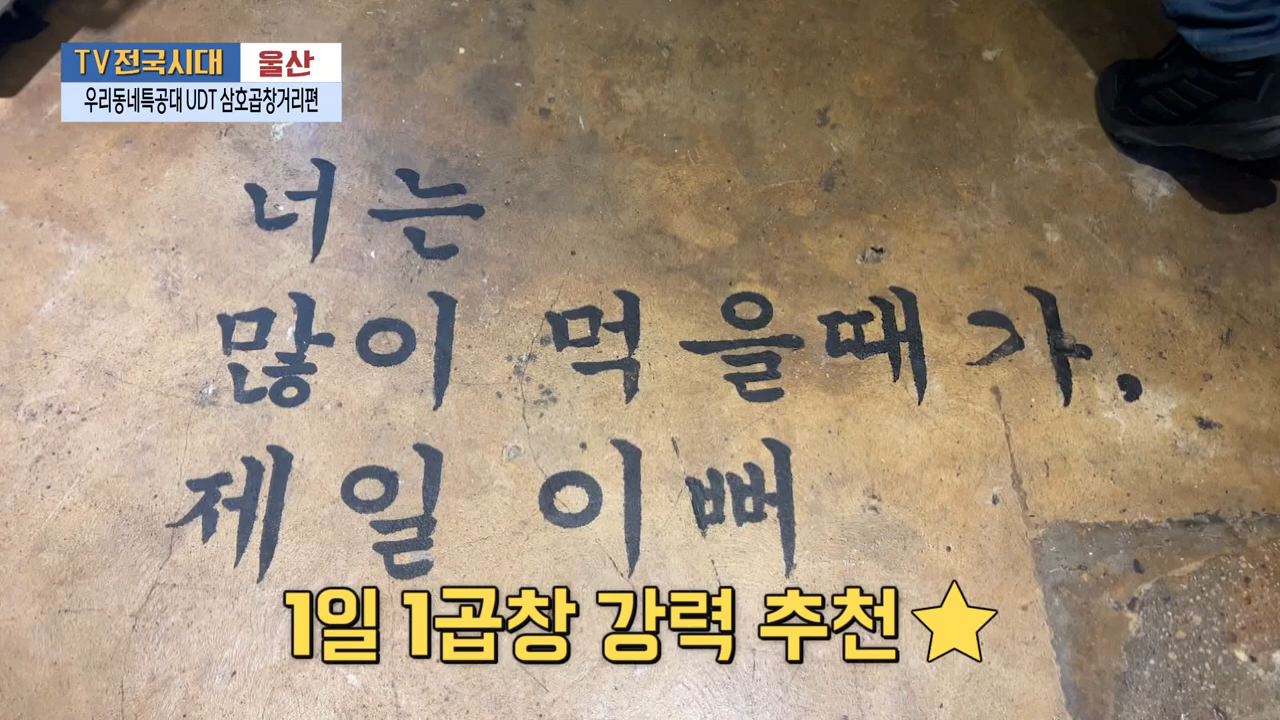 TV전국시대 울산
우리동네특공대 UDT 삼호곱창거리편
너는
많이 먹을때가.
제일 이뻐
1일 1곱창 강력 추천